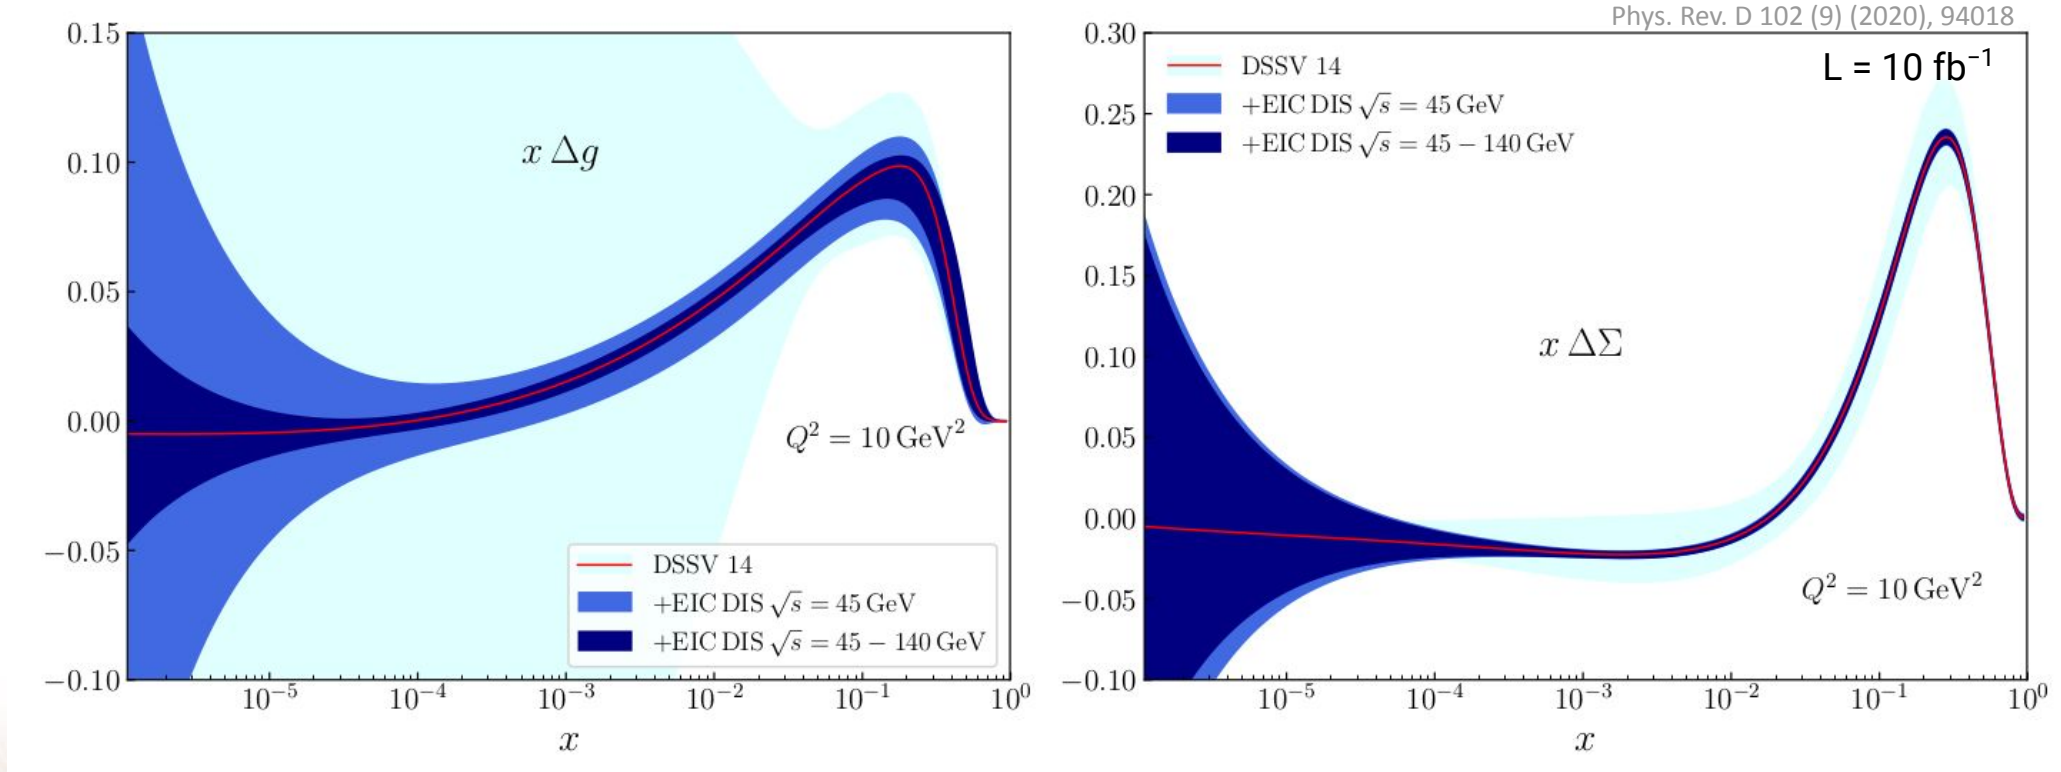 Phys. Rev. D 102 (9) (2020), 94018
0.15
0.10
0.05
0.00
−0.05
−0.10
x Δg
Q² = 10 GeV²
DSSV 14
+EIC DIS √s = 45 GeV
+EIC DIS √s = 45 − 140 GeV
10⁻⁵ 10⁻⁴ 10⁻³ 10⁻² 10⁻¹ 10⁰
x
0.30
0.25
0.20
0.15
0.10
0.05
0.00
−0.05
−0.10
DSSV 14
+EIC DIS √s = 45 GeV
+EIC DIS √s = 45 − 140 GeV
L = 10 fb⁻¹
x ΔΣ
Q² = 10 GeV²
10⁻⁵ 10⁻⁴ 10⁻³ 10⁻² 10⁻¹ 10⁰
x